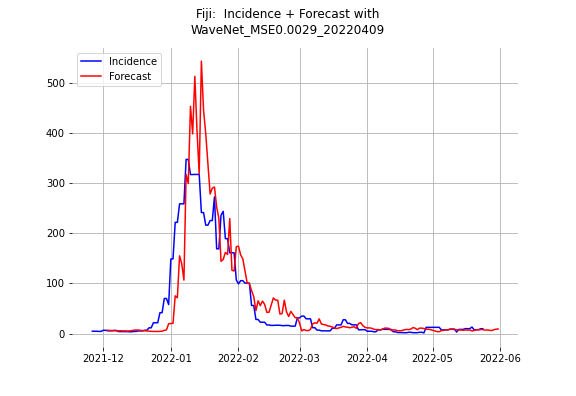 Fiji:  Incidence + Forecast with
WaveNet_MSE0.0029_20220409
Incidence
Forecast
500
400
300
200
100
0
2021-12 2022-01 2022-02 2022-03 2022-04 2022-05 2022-06